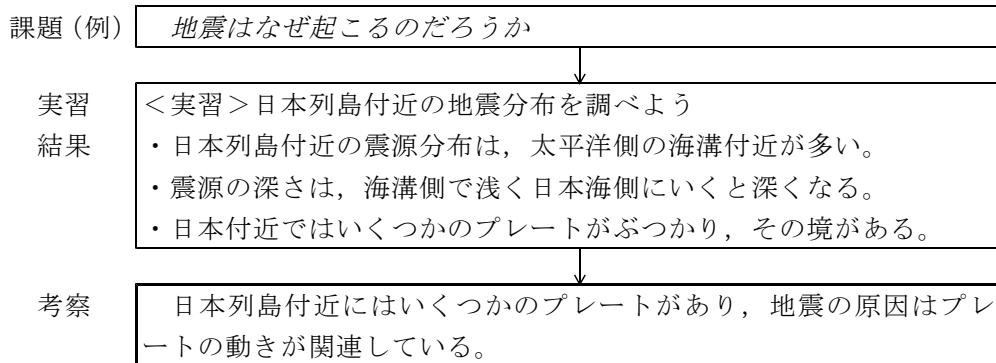 課題（例） 地震はなぜ起こるのだろうか
実習 ＜実習＞日本列島付近の地震分布を調べよう
結果 ・日本列島付近の震源分布は，太平洋側の海溝付近が多い。
・震源の深さは，海溝側で浅く日本海側にいくと深くなる。
・日本付近ではいくつかのプレートがぶつかり，その境がある。
考察 日本列島付近にはいくつかのプレートがあり，地震の原因はプレ
ートの動きが関連している。